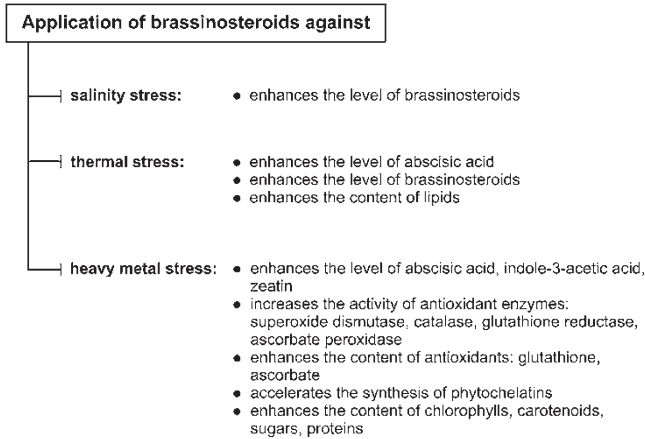 Application of brassinosteroids against
salinity stress:
● enhances the level of brassinosteroids
thermal stress:
● enhances the level of abscisic acid
● enhances the level of brassinosteroids
● enhances the content of lipids
heavy metal stress:
● enhances the level of abscisic acid, indole-3-acetic acid,
zeatin
● increases the activity of antioxidant enzymes:
superoxide dismutase, catalase, glutathione reductase,
ascorbate peroxidase
● enhances the content of antioxidants: glutathione,
ascorbate
● accelerates the synthesis of phytochelatins
● enhances the content of chlorophylls, carotenoids,
sugars, proteins